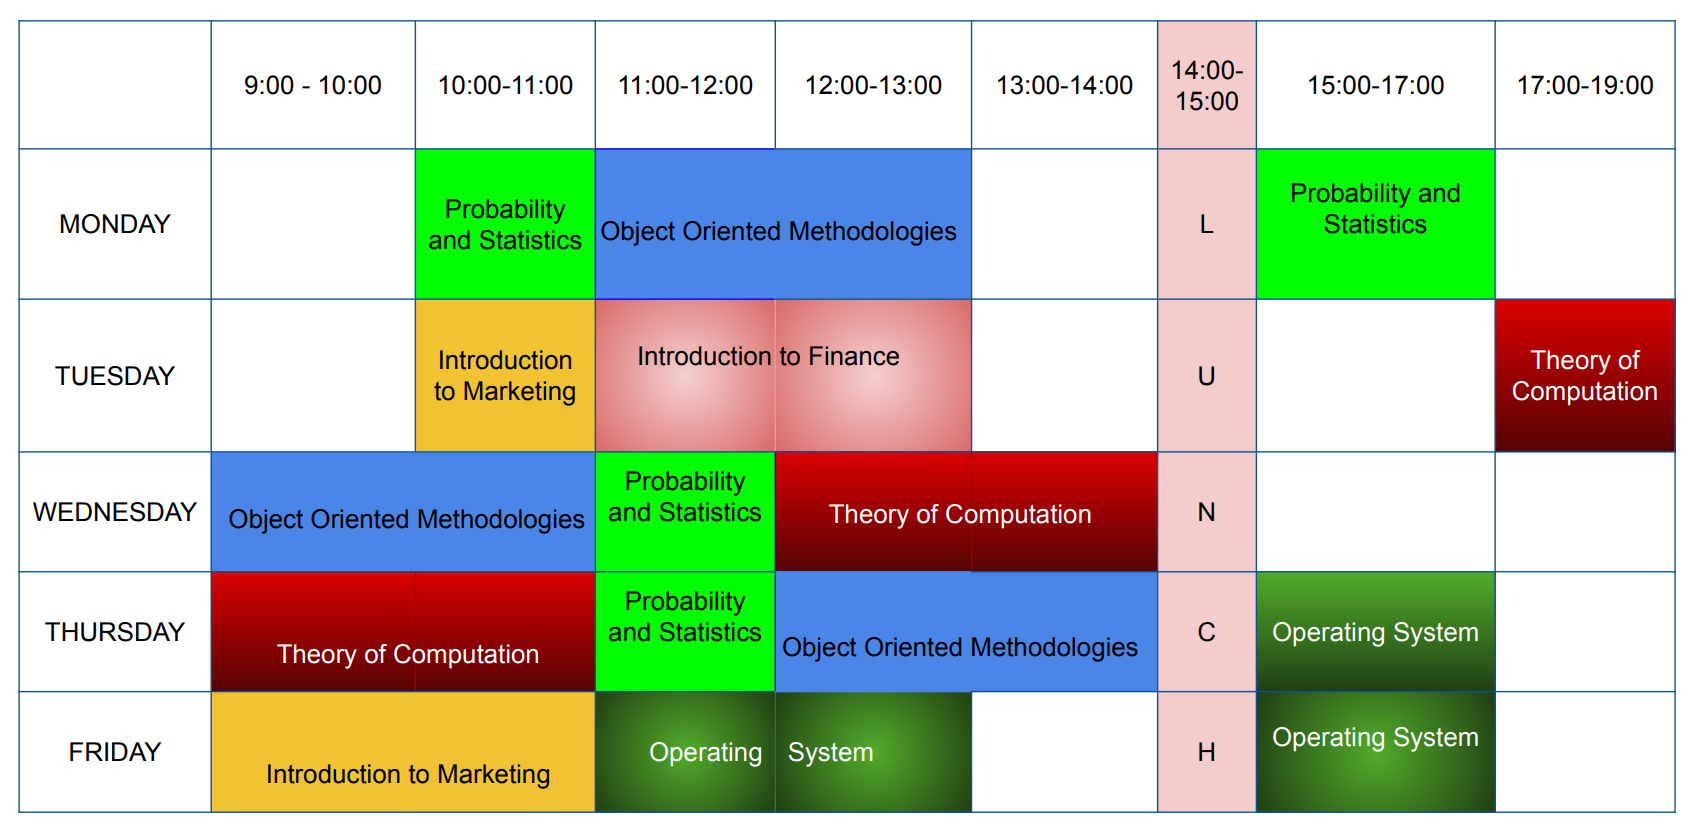 9:00 - 10:00
10:00-11:00
11:00-12:00
12:00-13:00
13:00-14:00
14:00-
15:00
15:00-17:00
17:00-19:00
MONDAY
Probability
and Statistics
Object Oriented Methodologies
L
Probability and
Statistics
TUESDAY
Introduction
to Marketing
Introduction to Finance
U
Theory of
Computation
WEDNESDAY
Object Oriented Methodologies
Probability
and Statistics
Theory of Computation
N
THURSDAY
Theory of Computation
Probability
and Statistics
Object Oriented Methodologies
C
Operating System
FRIDAY
Introduction to Marketing
Operating System
H
Operating System